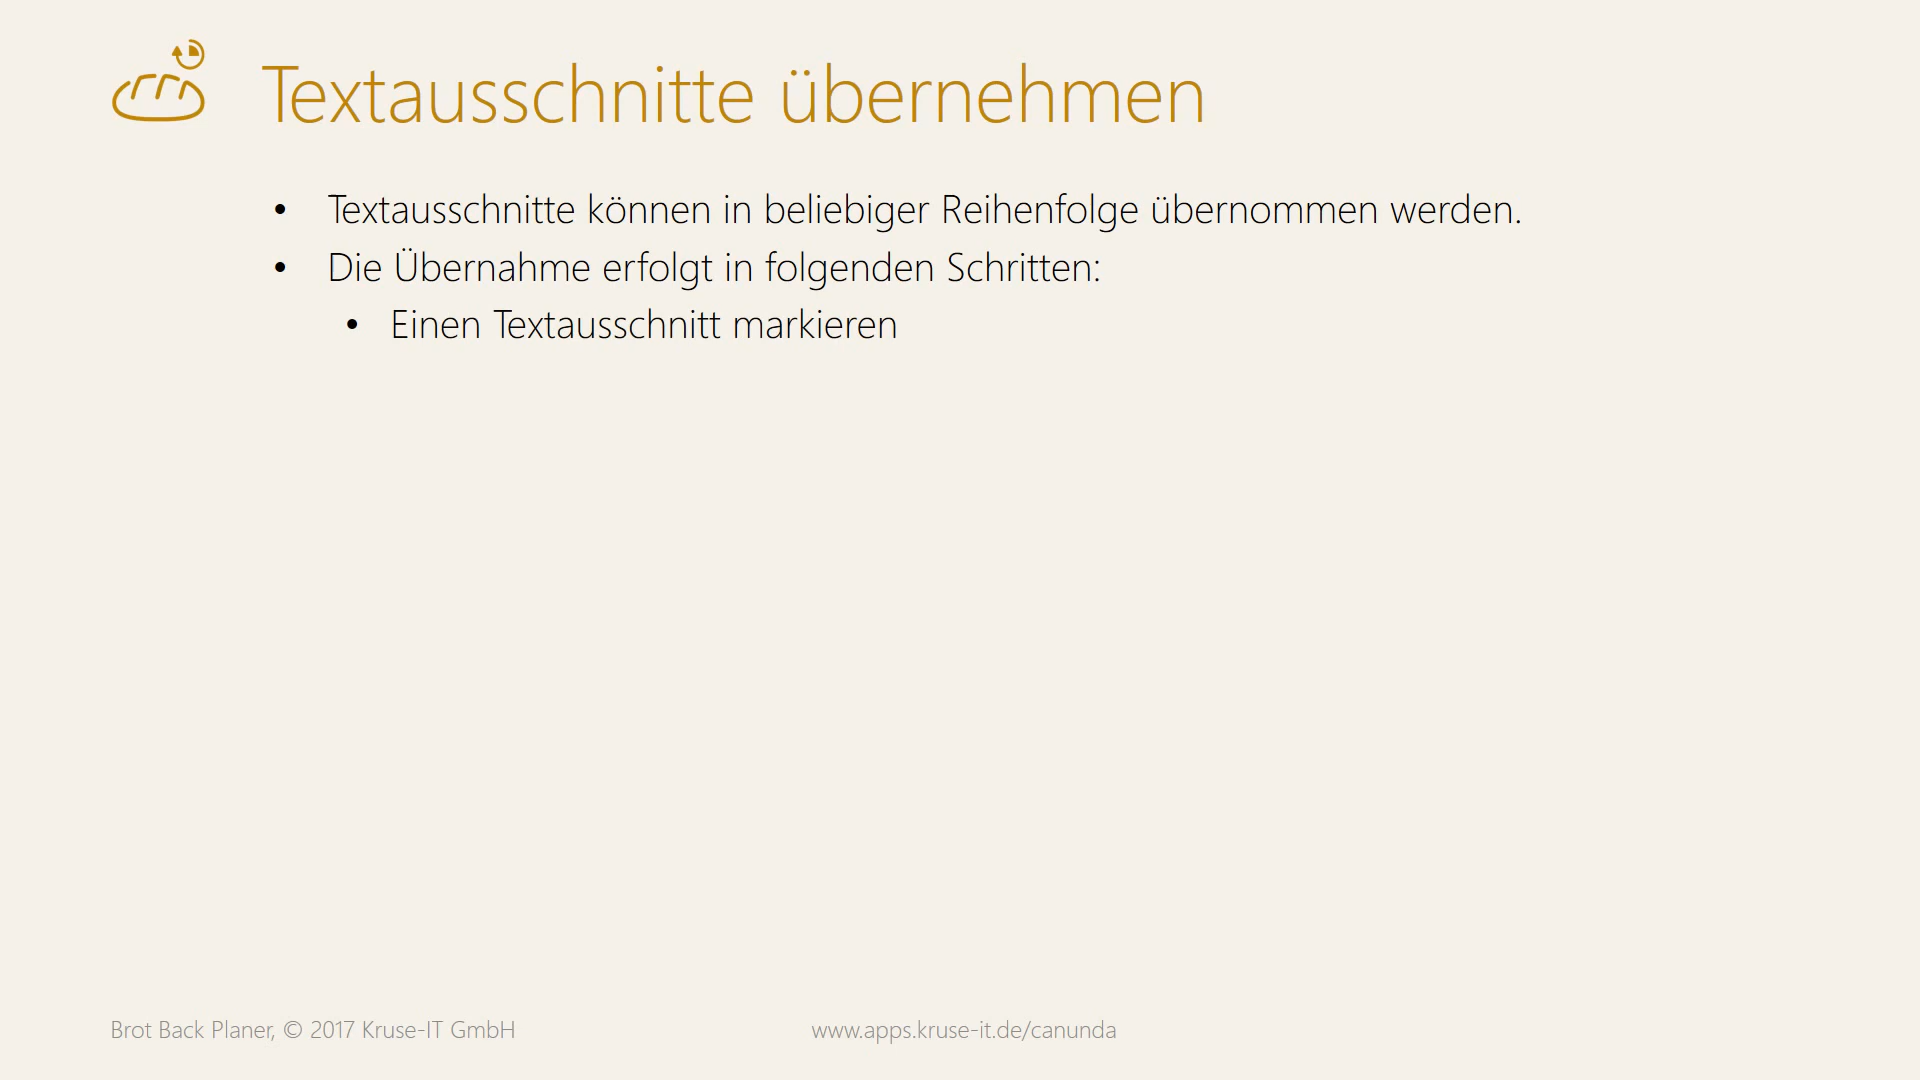 Textausschnitte übernehmen
• Textausschnitte können in beliebiger Reihenfolge übernommen werden.
• Die Übernahme erfolgt in folgenden Schritten:
• Einen Textausschnitt markieren
Brot Back Planer, © 2017 Kruse-IT GmbH
www.apps.kruse-it.de/canunda